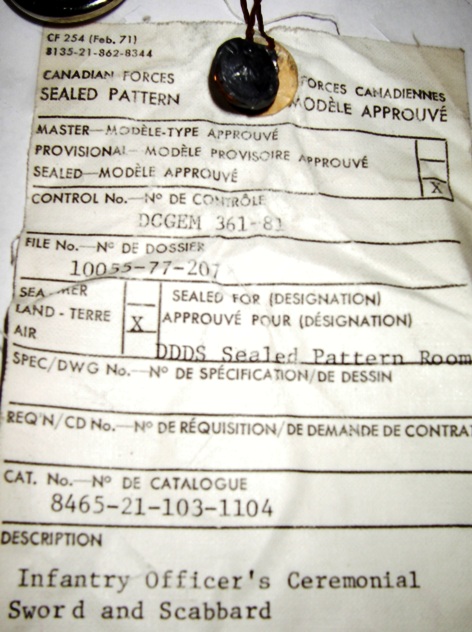 CF 254 (Feb. 71)
8135-21-862-8344
CANADIAN FORCES FORCES CANADIENNES
SEALED PATTERN MODÈLE APPROUVÉ
MASTER—MODÈLE-TYPE APPROUVÉ
PROVISIONAL—MODÈLE PROVISOIRE APPROUVÉ
SEALED—MODÈLE APPROUVÉ X
CONTROL No.—Nº DE CONTRÔLE
DCGEM 361-81
FILE No.—Nº DE DOSSIER
10055-77-207
SEA - MER SEALED FOR (DESIGNATION)
LAND - TERRE X APPROUVÉ POUR (DÉSIGNATION)
AIR
DDDS Sealed Pattern Room
SPEC/DWG No.—Nº DE SPÉCIFICATION/DE DESSIN
REQ'N/CD No.—Nº DE RÉQUISITION/DE DEMANDE DE CONTRA
CAT. No.—Nº DE CATALOGUE
8465-21-103-1104
DESCRIPTION
Infantry Officer's Ceremonial
Sword and Scabbard